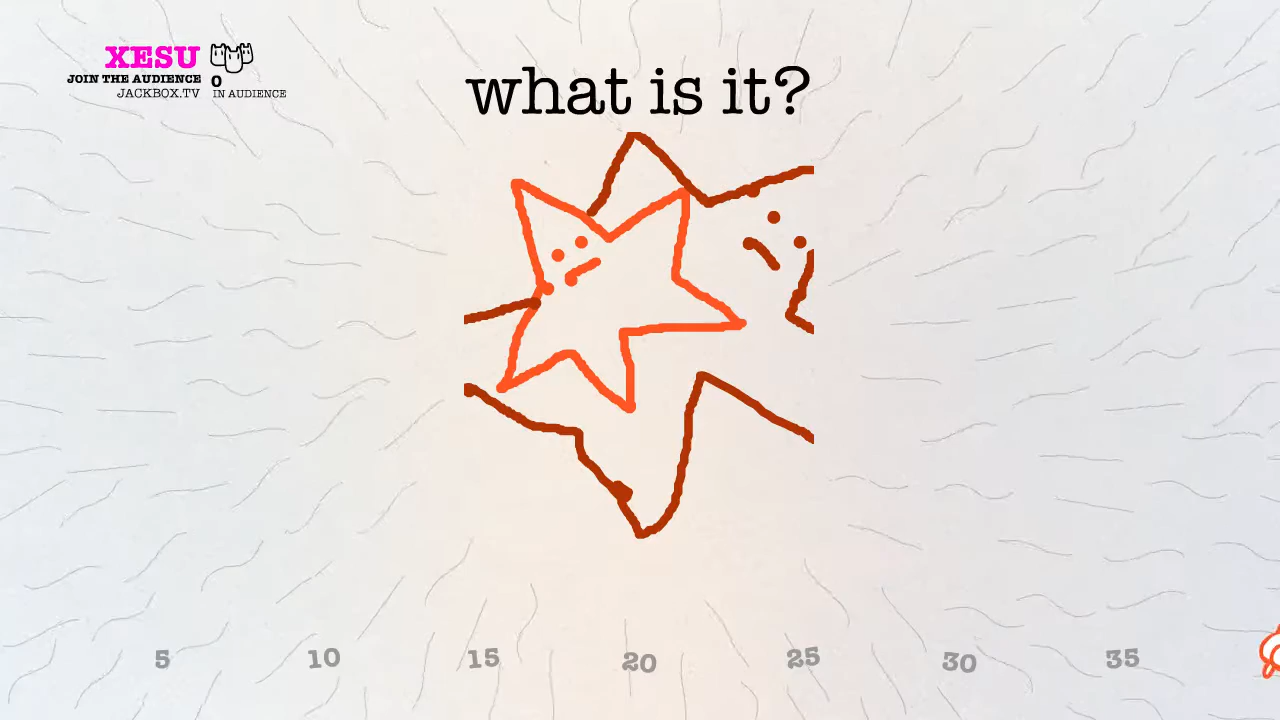 XESU
JOIN THE AUDIENCE
JACKBOX.TV
0
IN AUDIENCE
what is it?
5 10 15 20 25 30 35